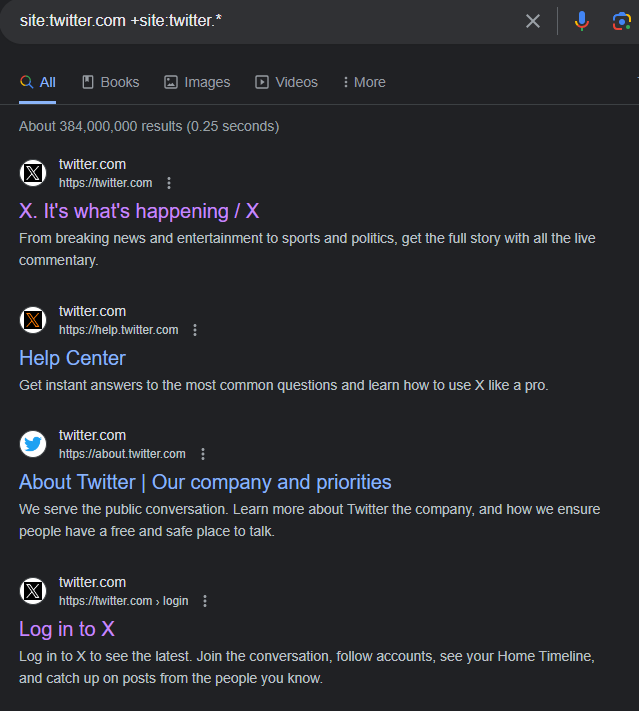 site:twitter.com +site:twitter.*
All Books Images Videos More
About 384,000,000 results (0.25 seconds)
twitter.com
https://twitter.com
X. It's what's happening / X
From breaking news and entertainment to sports and politics, get the full story with all the live
commentary.
twitter.com
https://help.twitter.com
Help Center
Get instant answers to the most common questions and learn how to use X like a pro.
twitter.com
https://about.twitter.com
About Twitter | Our company and priorities
We serve the public conversation. Learn more about Twitter the company, and how we ensure
people have a free and safe place to talk.
twitter.com
https://twitter.com › login
Log in to X
Log in to X to see the latest. Join the conversation, follow accounts, see your Home Timeline,
and catch up on posts from the people you know.